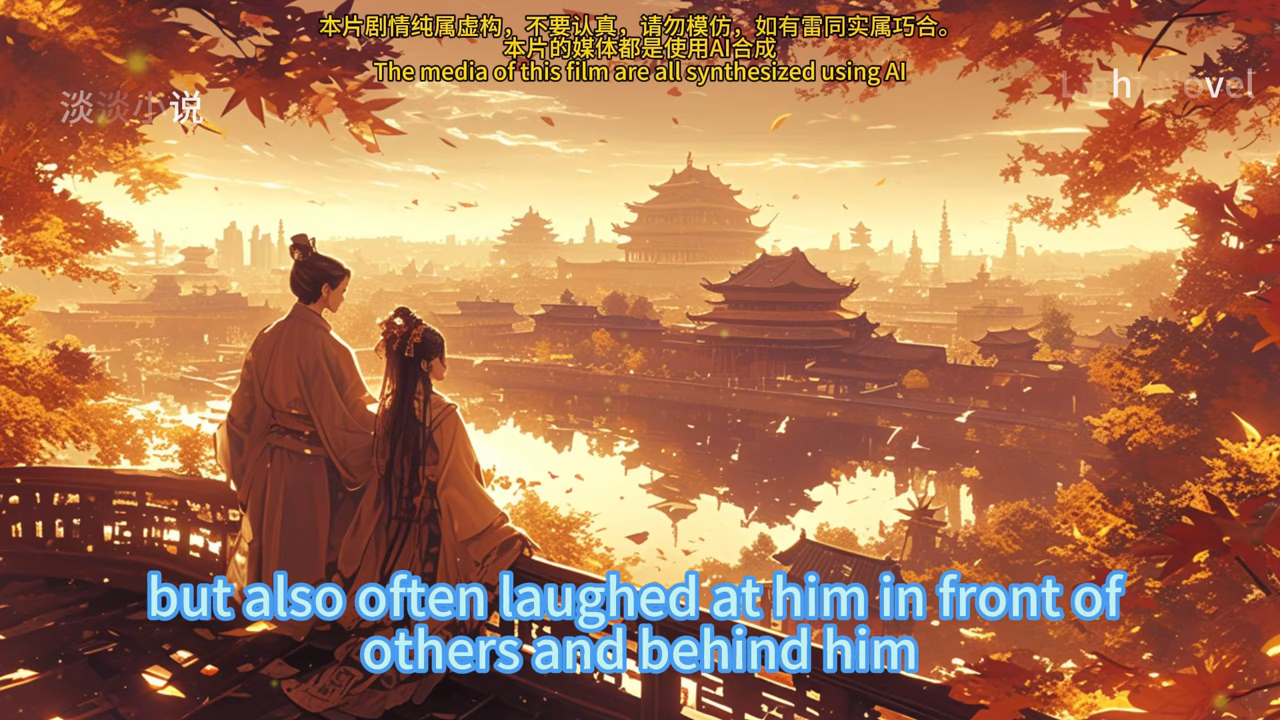 本片剧情纯属虚构，不要认真，请勿模仿，如有雷同实属巧合。
本片的媒体都是使用AI合成
The media of this film are all synthesized using AI
淡淡小说
Light Novel
but also often laughed at him in front of
others and behind him